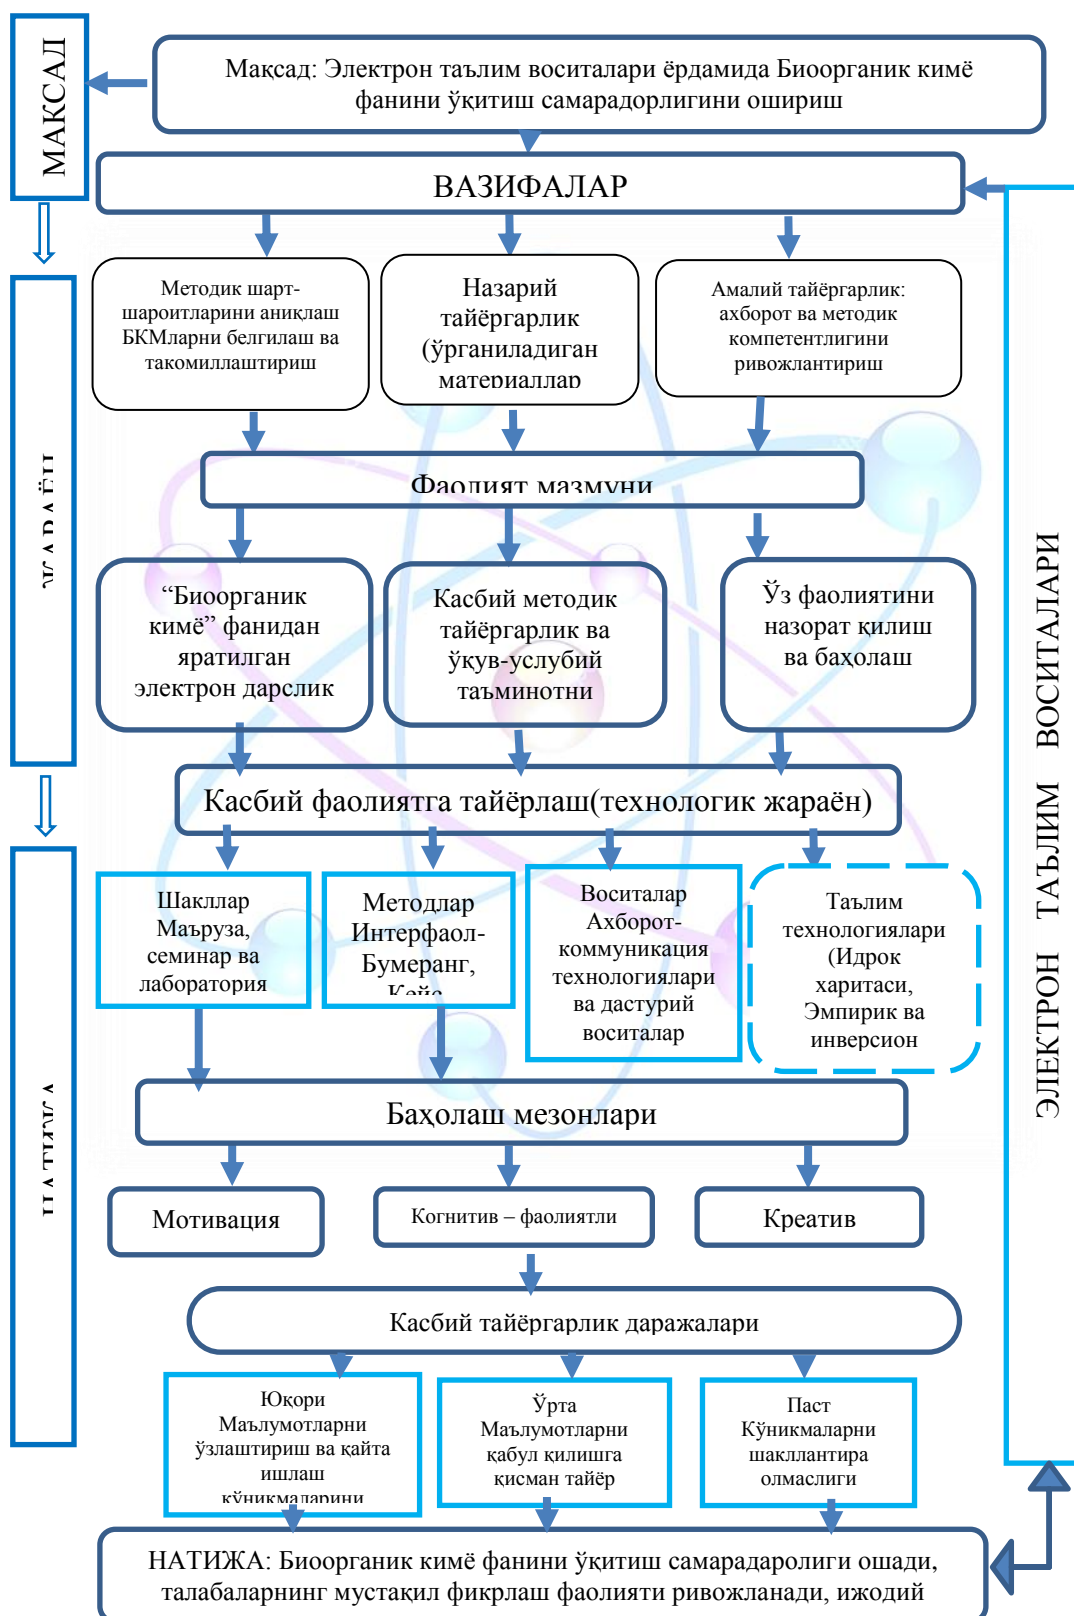 МАКСАД
Мақсад: Электрон таълим воситалари ёрдамида Биоорганик кимё
фанини ўқитиш самарадорлигини ошириш
ВАЗИФАЛАР
Методик шарт-
шароитларини аниқлаш
БКМларни белгилаш ва
такомиллаштириш
Назарий
тайёргарлик
(ўрганиладиган
материаллар
Амалий тайёргарлик:
ахборот ва методик
компетентлигини
ривожлантириш
ЖАРАЁН
Фаолият мазмуни
“Биоорганик
кимё” фанидан
яратилган
электрон дарслик
Касбий методик
тайёргарлик ва
ўқув-услубий
таъминотни
Ўз фаолиятини
назорат қилиш
ва баҳолаш
ЭЛЕКТРОН ТАЪЛИМ ВОСИТАЛАРИ
Касбий фаолиятга тайёрлаш(технологик жараён)
Шакллар
Маъруза,
семинар ва
лаборатория
Методлар
Интерфаол-
Бумеранг,
Кейс
Воситалар
Ахборот-
коммуникация
технологиялари
ва дастурий
воситалар
Таълим
технологиялари
(Идрок
харитаси,
Эмпирик ва
инверсион
НАТИЖА
Баҳолаш мезонлари
Мотивация
Когнитив – фаолиятли
Креатив
Касбий тайёргарлик даражалари
Юқори
Маълумотларни
ўзлаштириш ва қайта
ишлаш
кўникмаларини
Ўрта
Маълумотларни
қабул қилишга
қисман тайёр
Паст
Кўникмаларни
шакллантира
олмаслиги
НАТИЖА: Биоорганик кимё фанини ўқитиш самарадаролиги ошади,
талабаларнинг мустақил фикрлаш фаолияти ривожланади, ижодий